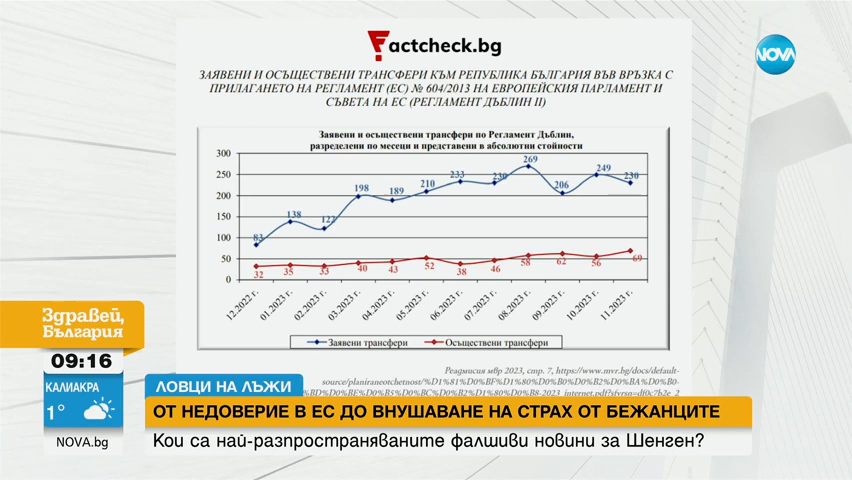 Factcheck.bg
NOVA
ЗАЯВЕНИ И ОСЪЩЕСТВЕНИ ТРАНСФЕРИ КЪМ РЕПУБЛИКА БЪЛГАРИЯ ВЪВ ВРЪЗКА С
ПРИЛАГАНЕТО НА РЕГЛАМЕНТ (ЕС) № 604/2013 НА ЕВРОПЕЙСКИЯ ПАРЛАМЕНТ И
СЪВЕТА НА ЕС (РЕГЛАМЕНТ ДЪБЛИН II)
Заявени и осъществени трансфери по Регламент Дъблин,
разределени по месеци и представени в абсолютни стойности
300
250
200
150
100
50
0
83 138 122 198 189 210 233 230 269 206 249 230
32 35 33 40 43 52 38 46 58 62 56 69
12.2022 г. 01.2023 г. 02.2023 г. 03.2023 г. 04.2023 г. 05.2023 г. 06.2023 г. 07.2023 г. 08.2023 г. 09.2023 г. 10.2023 г. 11.2023 г.
Заявени трансфери Осъществени трансфери
Резюмисия мвр 2023, стр. 7, https://www.mvr.bg/docs/default-
Здравей,
България
09:16
КАЛИАКРА
1°
NOVA.bg
ЛОВЦИ НА ЛЪЖИ
ОТ НЕДОВЕРИЕ В ЕС ДО ВНУШАВАНЕ НА СТРАХ ОТ БЕЖАНЦИТЕ
Кои са най-разпространяваните фалшиви новини за Шенген?